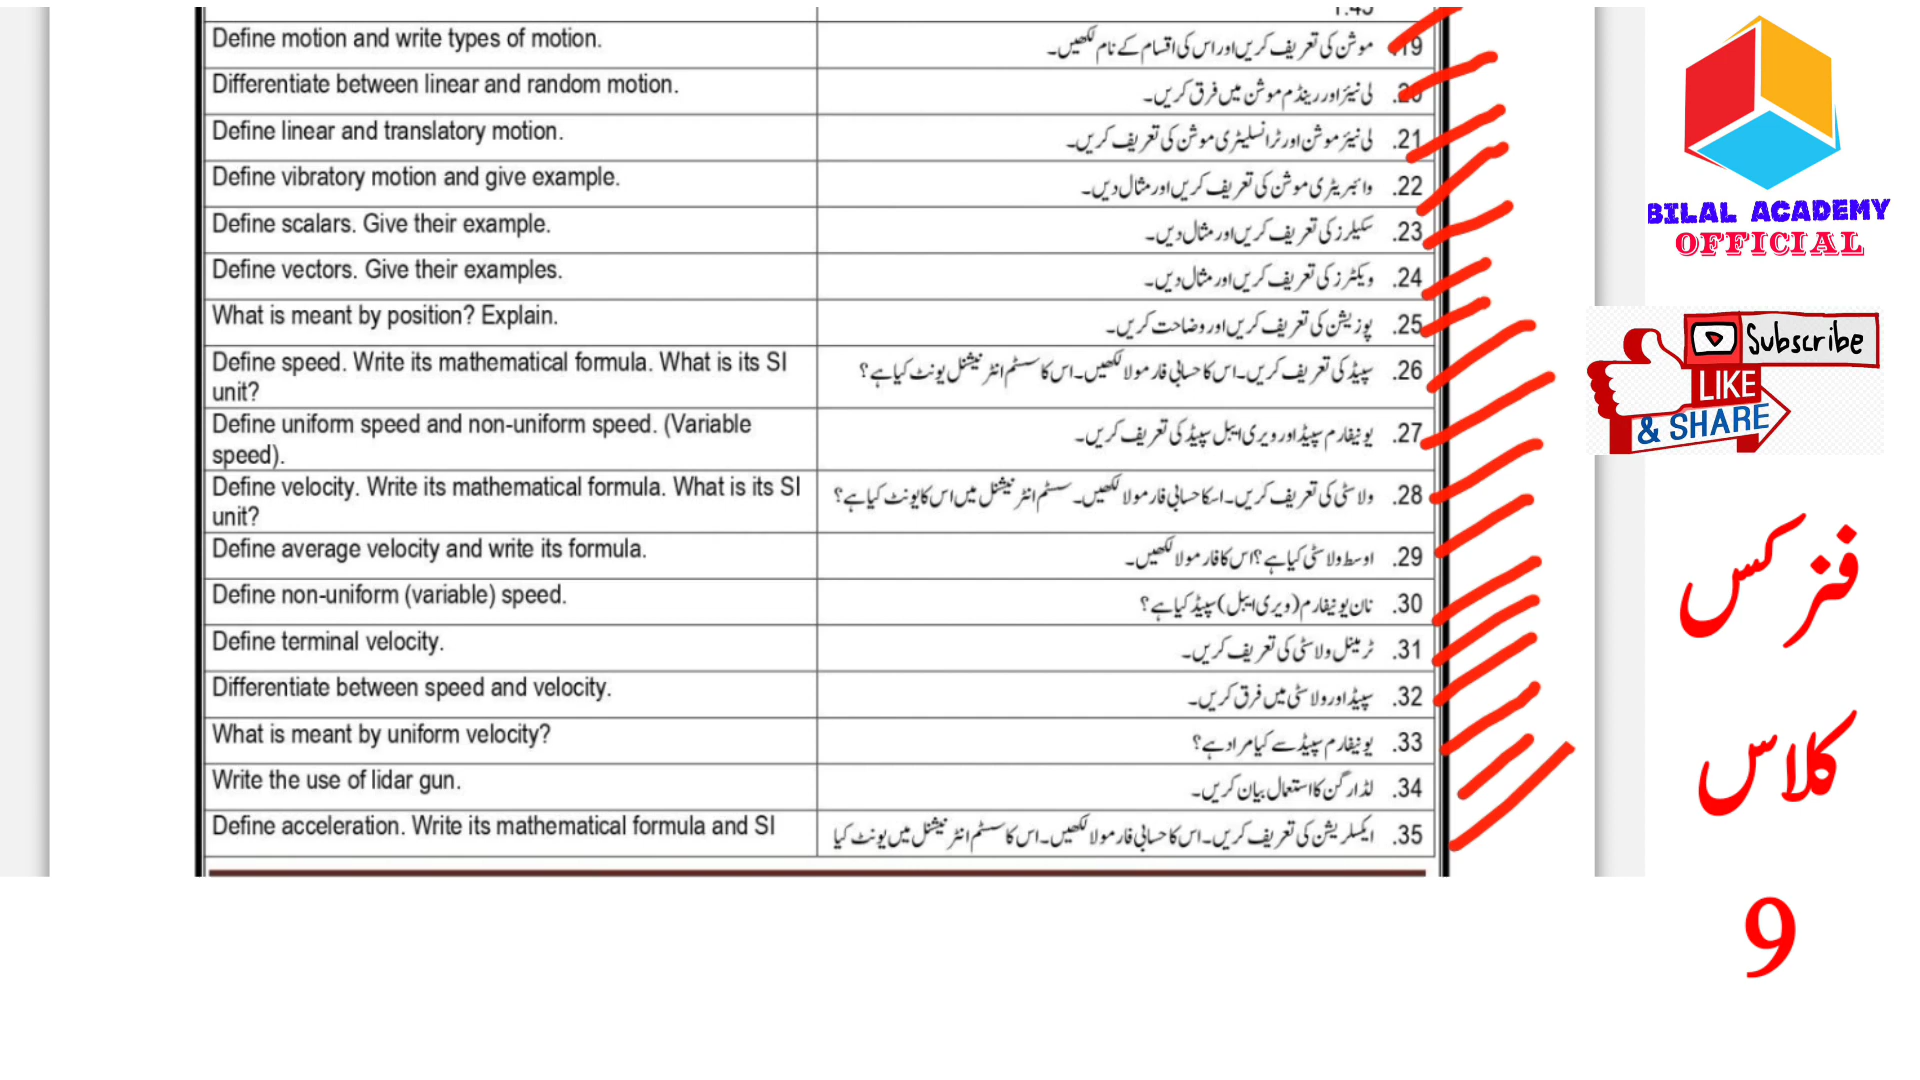 Define motion and write types of motion.
19. موشن کی تعریف کریں اور اس کی اقسام کے نام لکھیں۔
Differentiate between linear and random motion.
20. لی نیئر اور رینڈم موشن میں فرق کریں۔
Define linear and translatory motion.
21. لی نیئر موشن اور ٹرانسلیٹری موشن کی تعریف کریں۔
Define vibratory motion and give example.
22. وائبریٹری موشن کی تعریف کریں اور مثال دیں۔
Define scalars. Give their example.
23. سکیلرز کی تعریف کریں اور مثال دیں۔
Define vectors. Give their examples.
24. ویکٹرز کی تعریف کریں اور مثال دیں۔
What is meant by position? Explain.
25. پوزیشن کی تعریف کریں اور وضاحت کریں۔
Define speed. Write its mathematical formula. What is its SI
unit?
26. سپیڈ کی تعریف کریں۔ اس کا حسابی فارمولا لکھیں۔ اس کا سسٹم انٹرنیشنل یونٹ کیا ہے؟
Define uniform speed and non-uniform speed. (Variable
speed).
27. یونیفارم سپیڈ اور ویری ایبل سپیڈ کی تعریف کریں۔
Define velocity. Write its mathematical formula. What is its SI
unit?
28. ولاسٹی کی تعریف کریں۔ اسکا حسابی فارمولا لکھیں۔ سسٹم انٹرنیشنل میں اس کا یونٹ کیا ہے؟
Define average velocity and write its formula.
29. اوسط ولاسٹی کیا ہے؟ اس کا فارمولا لکھیں۔
Define non-uniform (variable) speed.
30. نان یونیفارم (ویری ایبل) سپیڈ کیا ہے؟
Define terminal velocity.
31. ٹرمینل ولاسٹی کی تعریف کریں۔
Differentiate between speed and velocity.
32. سپیڈ اور ولاسٹی میں فرق کریں۔
What is meant by uniform velocity?
33. یونیفارم سپیڈ سے کیا مراد ہے؟
Write the use of lidar gun.
34. لڈار گن کا استعمال بیان کریں۔
Define acceleration. Write its mathematical formula and SI
35. ایکسلریشن کی تعریف کریں۔ اس کا حسابی فارمولا لکھیں۔ اس کا سسٹم انٹرنیشنل میں یونٹ کیا
BILAL ACADEMY
OFFICIAL
Subscribe
LIKE
& SHARE
فزکس
کلاس
9